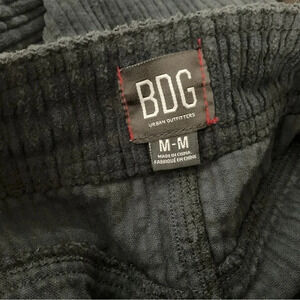 BDG
URBAN OUTFITTERS
M-M
MADE IN CHINA
FABRIQUÉ EN CHINE